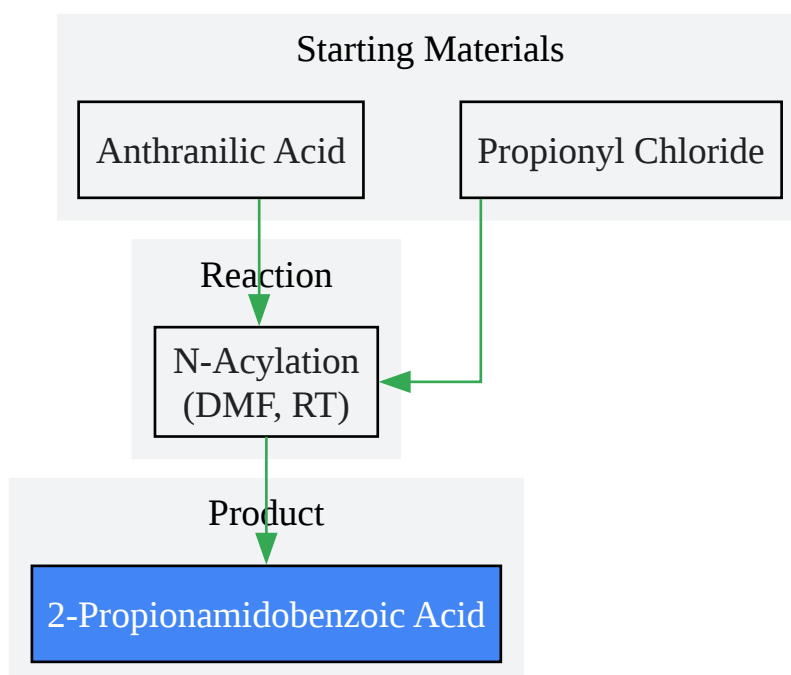 Starting Materials
Anthranilic Acid
Propionyl Chloride
Reaction
N-Acylation
(DMF, RT)
Product
2-Propionamidobenzoic Acid